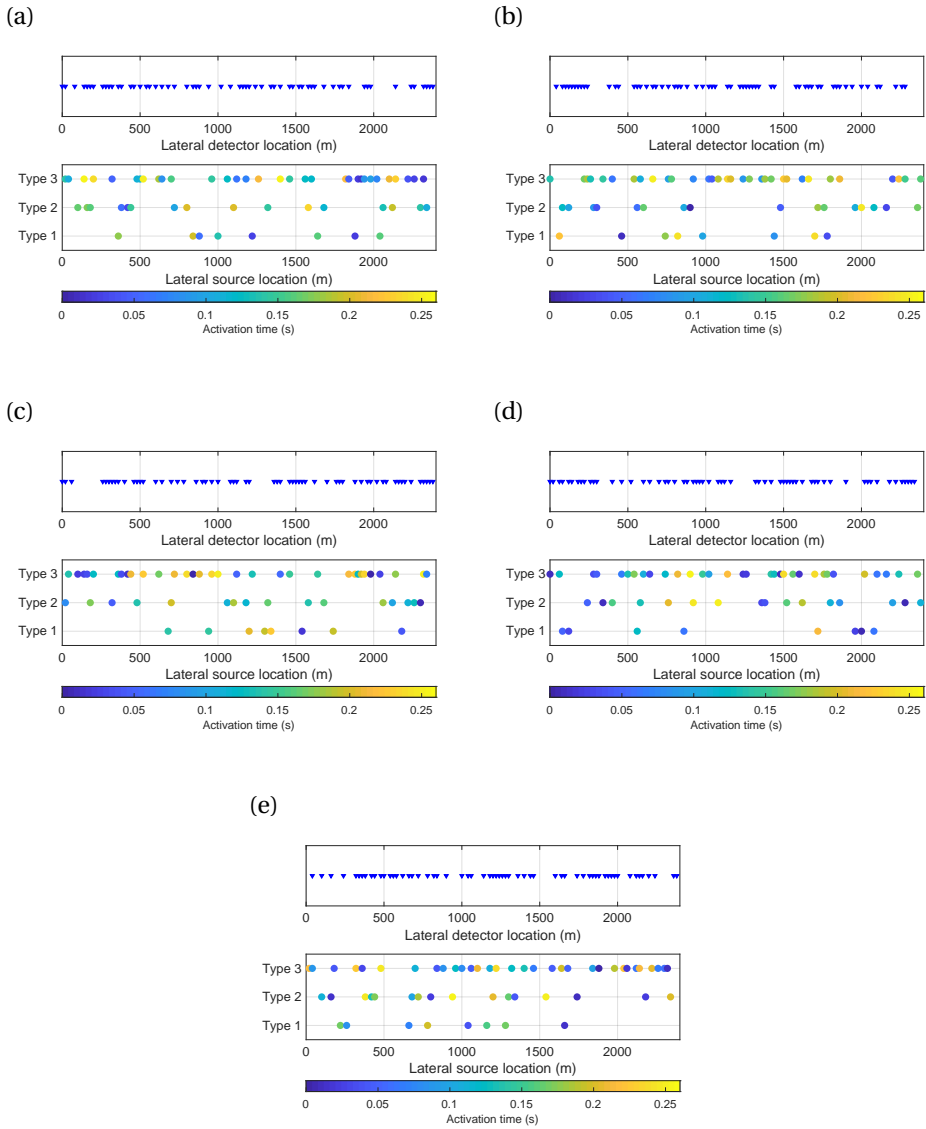 (a)
0 500 1000 1500 2000
Lateral detector location (m)
Type 3
Type 2
Type 1
0 500 1000 1500 2000
Lateral source location (m)
0 0.05 0.1 0.15 0.2 0.25
Activation time (s)
(b)
0 500 1000 1500 2000
Lateral detector location (m)
Type 3
Type 2
Type 1
0 500 1000 1500 2000
Lateral source location (m)
0 0.05 0.1 0.15 0.2 0.25
Activation time (s)
(c)
0 500 1000 1500 2000
Lateral detector location (m)
Type 3
Type 2
Type 1
0 500 1000 1500 2000
Lateral source location (m)
0 0.05 0.1 0.15 0.2 0.25
Activation time (s)
(d)
0 500 1000 1500 2000
Lateral detector location (m)
Type 3
Type 2
Type 1
0 500 1000 1500 2000
Lateral source location (m)
0 0.05 0.1 0.15 0.2 0.25
Activation time (s)
(e)
0 500 1000 1500 2000
Lateral detector location (m)
Type 3
Type 2
Type 1
0 500 1000 1500 2000
Lateral source location (m)
0 0.05 0.1 0.15 0.2 0.25
Activation time (s)